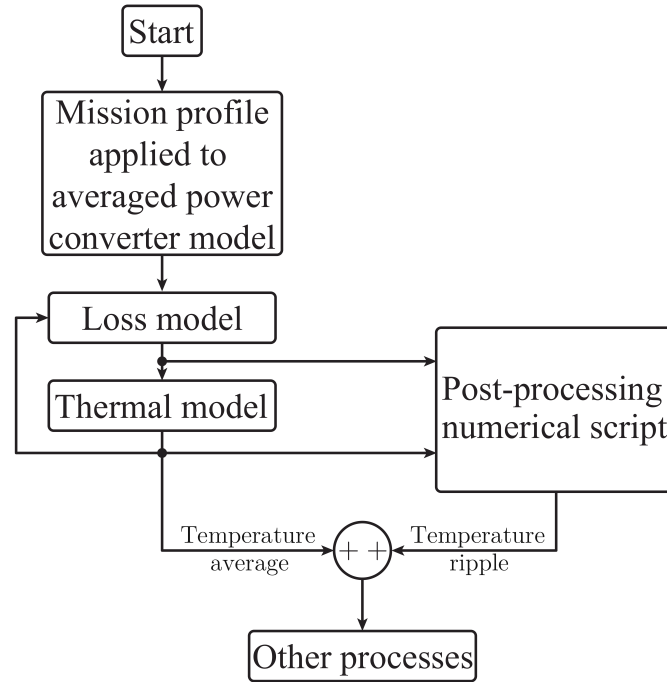 Start
Mission profile
applied to
averaged power
converter model
Loss model
Thermal model
Post-processing
numerical script
Temperature
average
+ +
Temperature
ripple
Other processes